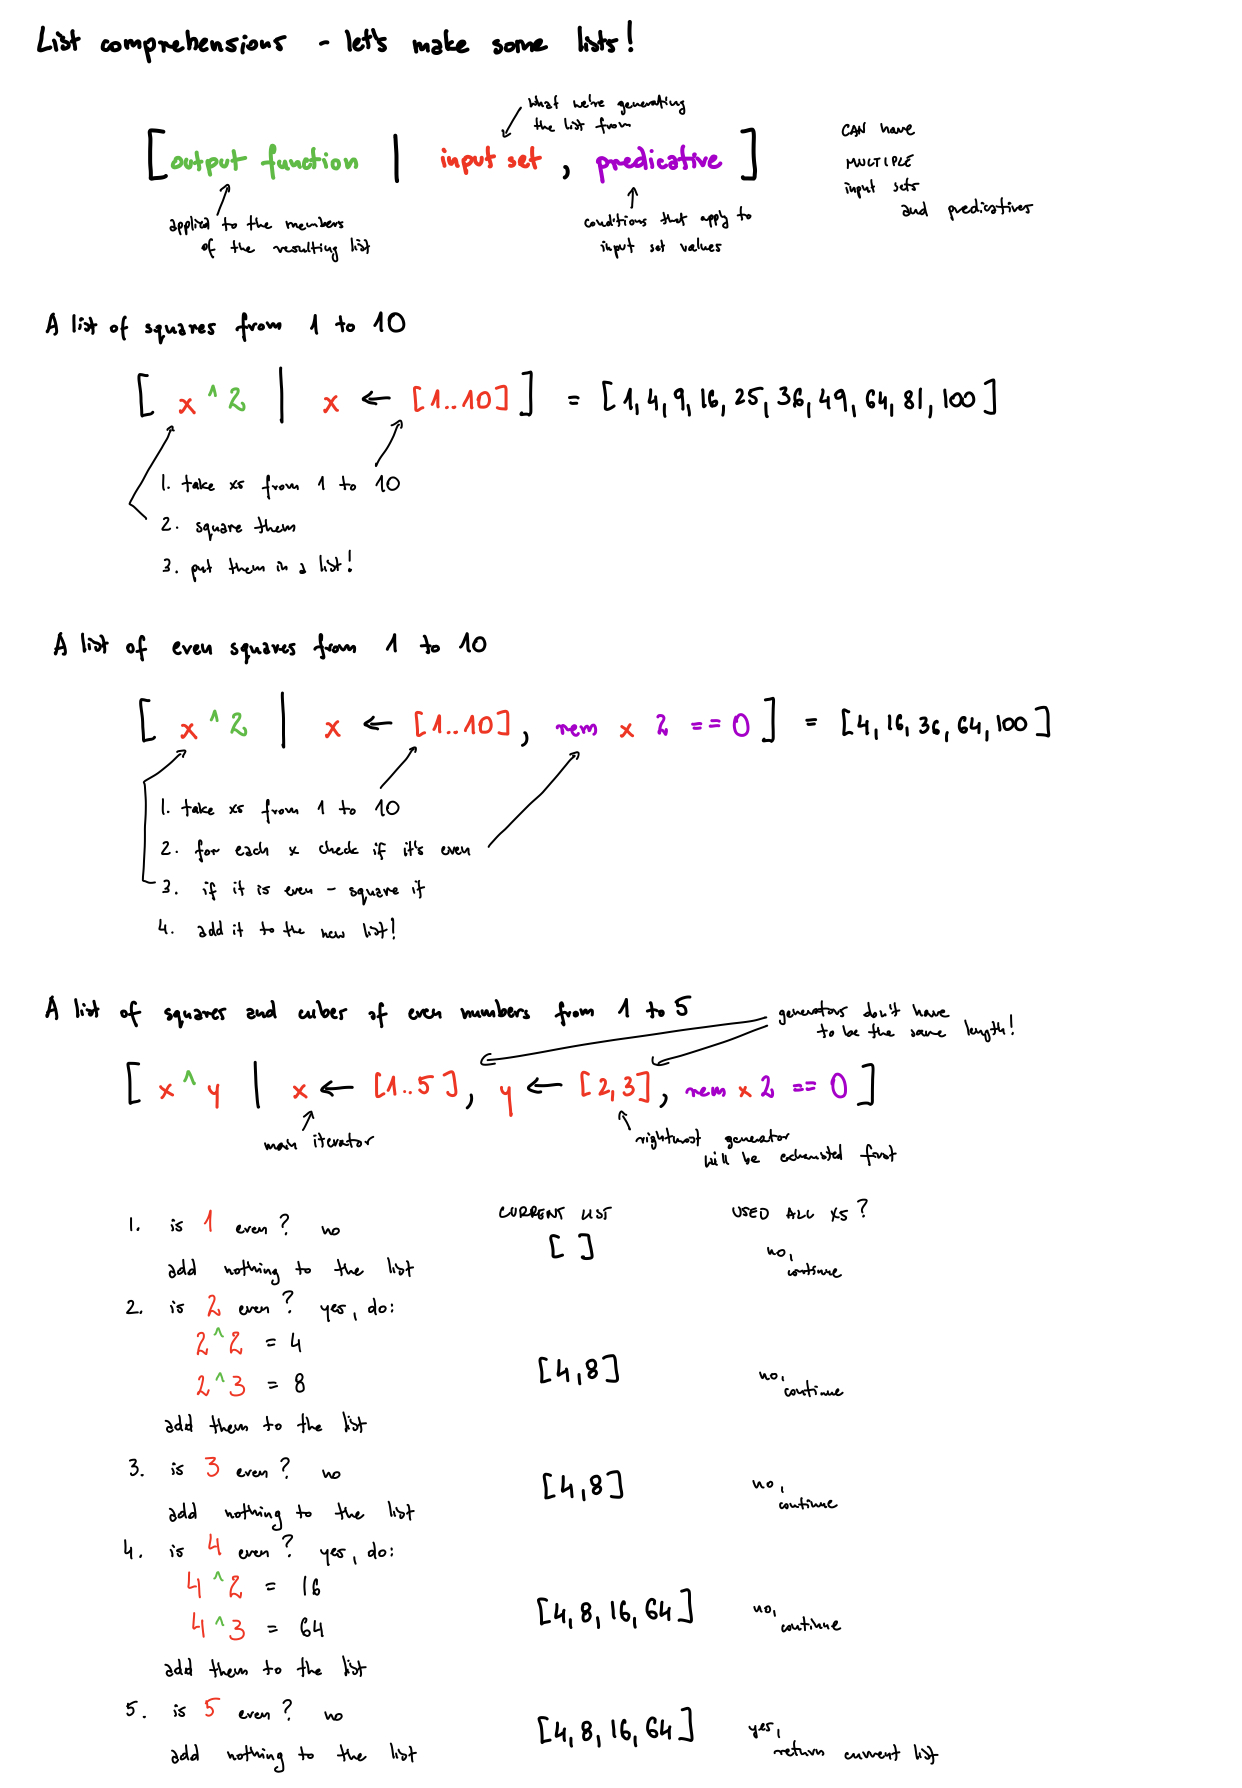 List comprehensions - let's make some lists!
what we're generating
the list from
[output function | input set, predicative]
applied to the members
of the resulting list
conditions that apply to
input set values
CAN have
MULTIPLE
input sets
and predicatives
A list of squares from 1 to 10
[ x ^ 2 | x ← [1..10] ] = [1, 4, 9, 16, 25, 36, 49, 64, 81, 100]
1. take xs from 1 to 10
2. square them
3. put them in a list!
A list of even squares from 1 to 10
[ x ^ 2 | x ← [1..10], rem x 2 == 0 ] = [4, 16, 36, 64, 100]
1. take xs from 1 to 10
2. for each x check if it's even
3. if it is even - square it
4. add it to the new list!
A list of squares and cubes of even numbers from 1 to 5
generators don't have
to be the same length!
[ x ^ y | x ← [1..5], y ← [2,3], rem x 2 == 0 ]
main iterator
rightmost generator
will be exhausted first
CURRENT LIST
USED ALL XS?
1. is 1 even? no
add nothing to the list
[ ]
no,
continue
2. is 2 even? yes, do:
2^2 = 4
2^3 = 8
add them to the list
[4,8]
no,
continue
3. is 3 even? no
add nothing to the list
[4,8]
no,
continue
4. is 4 even? yes, do:
4^2 = 16
4^3 = 64
add them to the list
[4, 8, 16, 64]
no,
continue
5. is 5 even? no
add nothing to the list
[4, 8, 16, 64]
yes,
return current list